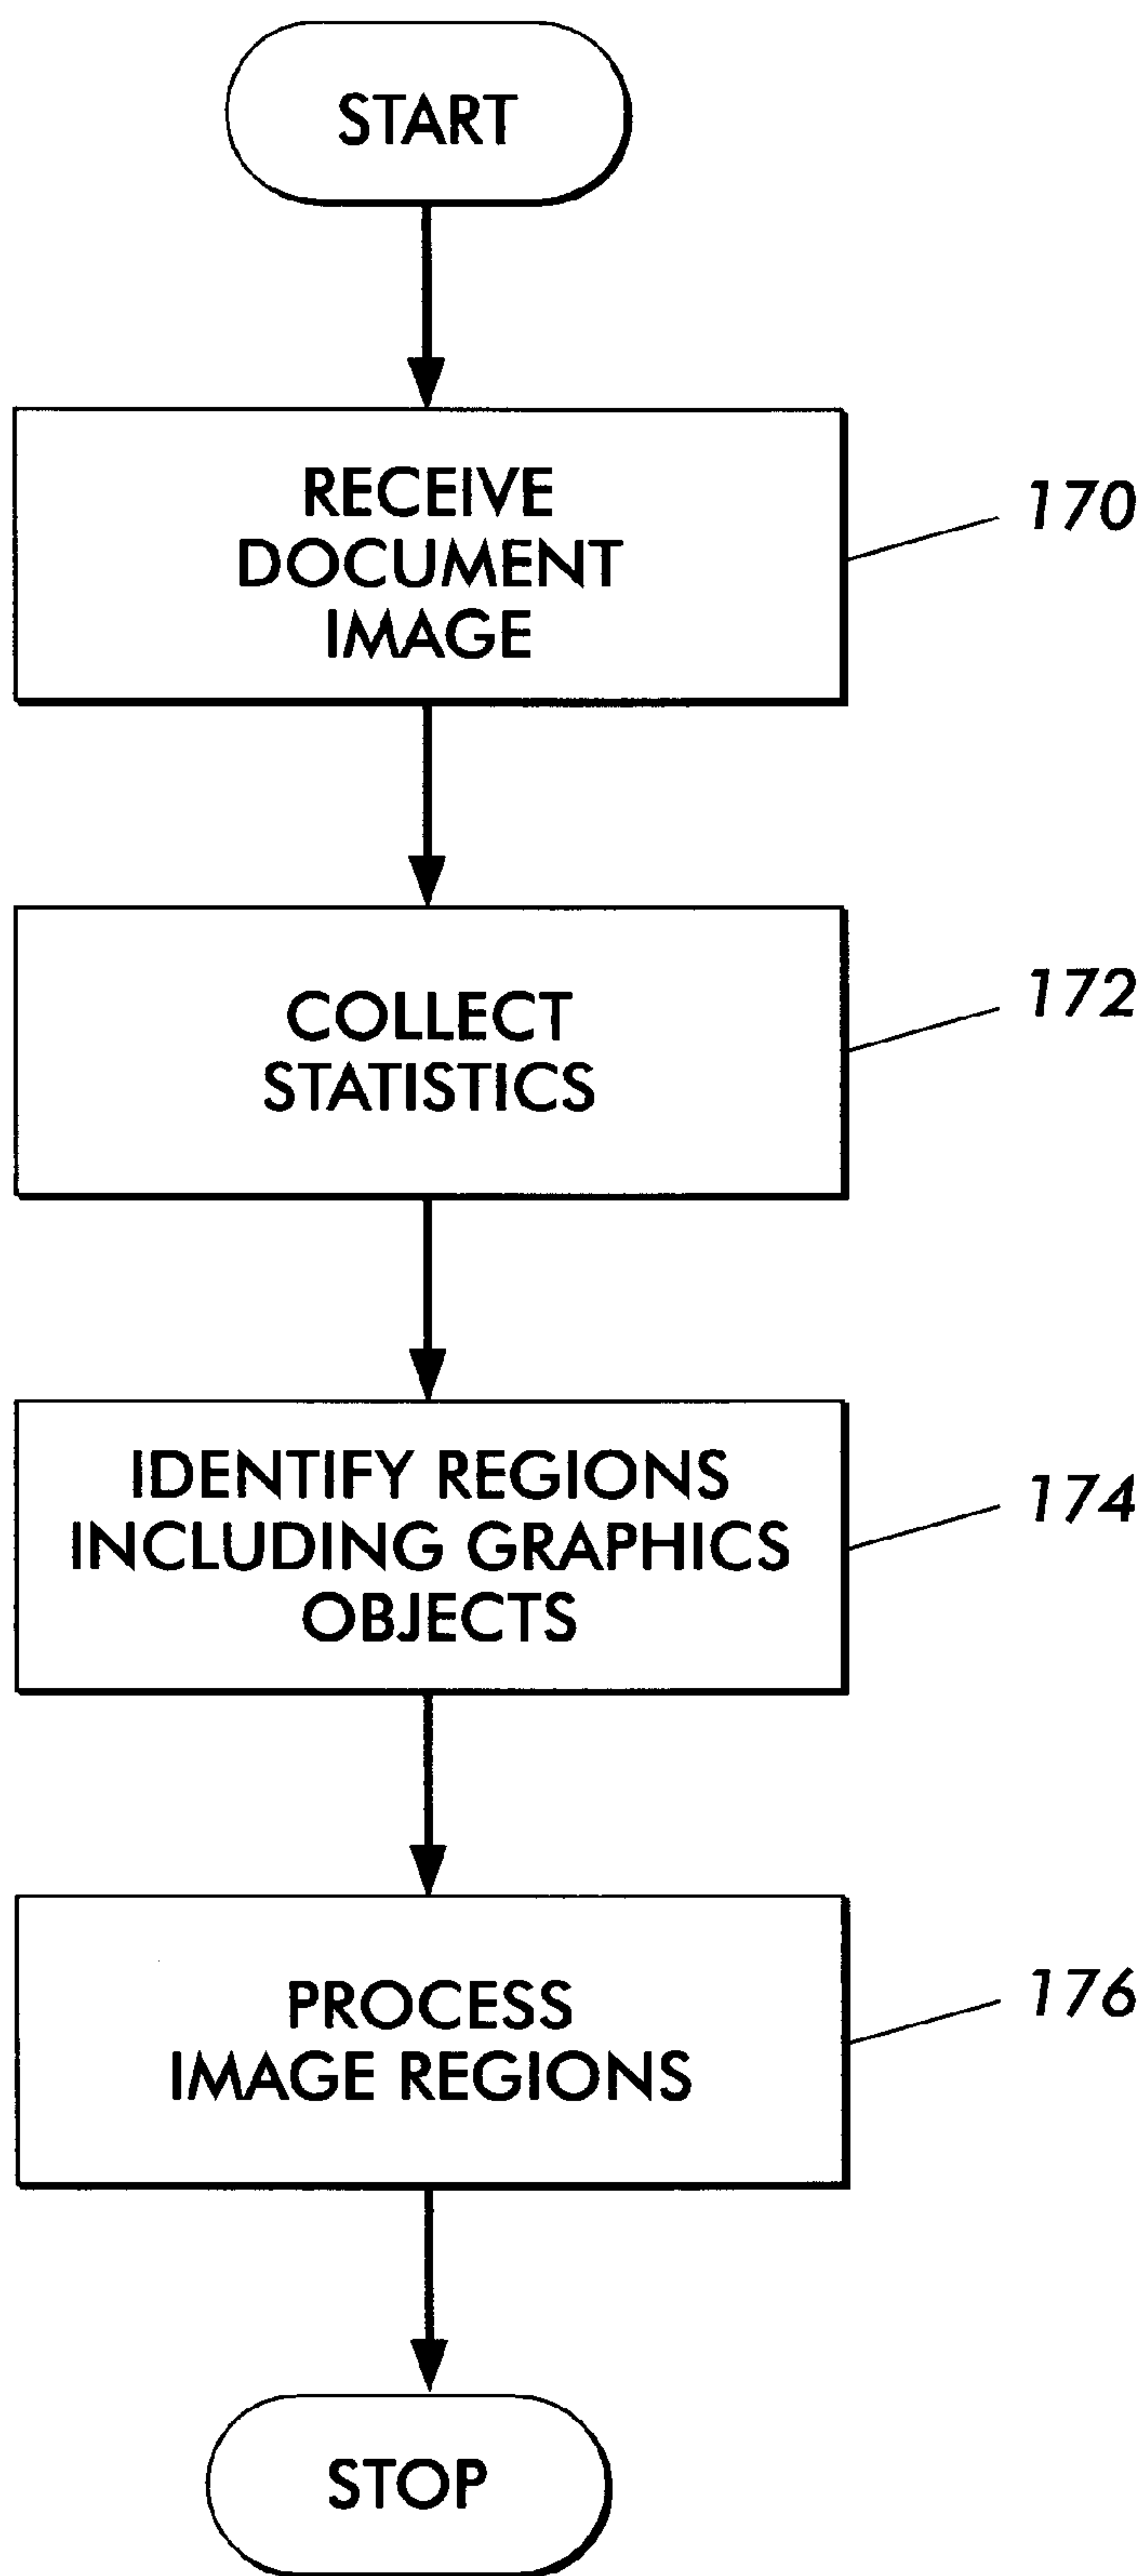 START
RECEIVE
DOCUMENT
IMAGE
170
COLLECT
STATISTICS
172
IDENTIFY REGIONS
INCLUDING GRAPHICS
OBJECTS
174
PROCESS
IMAGE REGIONS
176
STOP